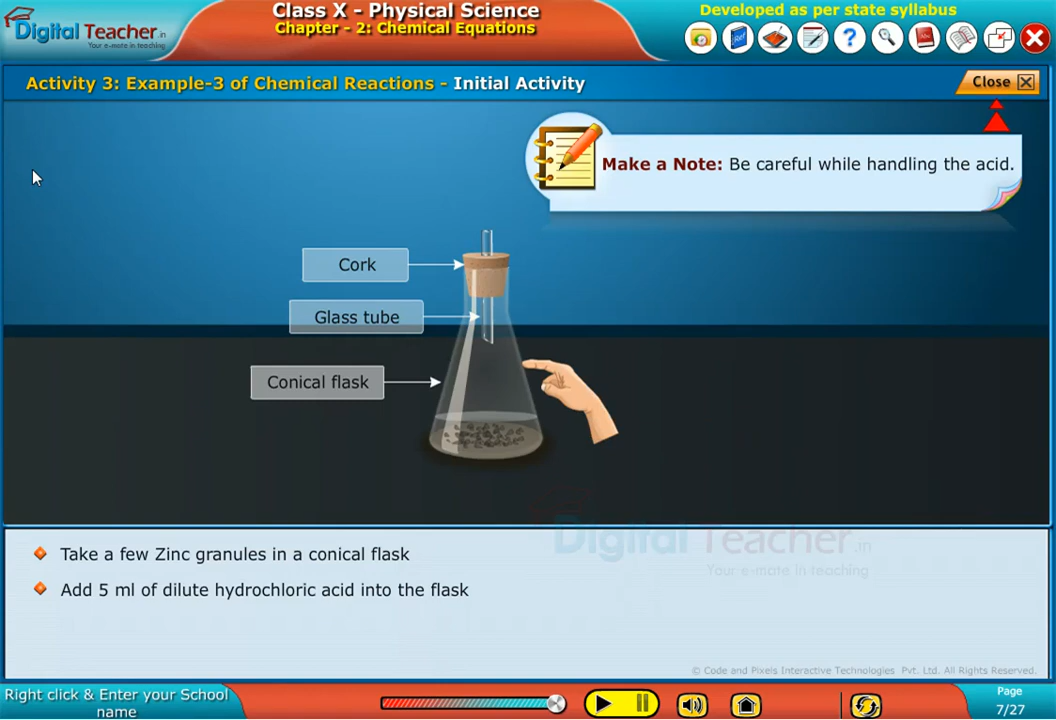 Digital Teacher.in
Your e-mate in teaching
Class X - Physical Science
Chapter - 2: Chemical Equations
Developed as per state syllabus
Ref
?
Activity 3: Example-3 of Chemical Reactions - Initial Activity
Close
Make a Note: Be careful while handling the acid.
Cork
Glass tube
Conical flask
Take a few Zinc granules in a conical flask
Add 5 ml of dilute hydrochloric acid into the flask
Digital Teacher.in
Your e-mate in teaching
© Code and Pixels Interactive Technologies Pvt. Ltd. All Rights Reserved.
Right click & Enter your School
name
Page
7/27